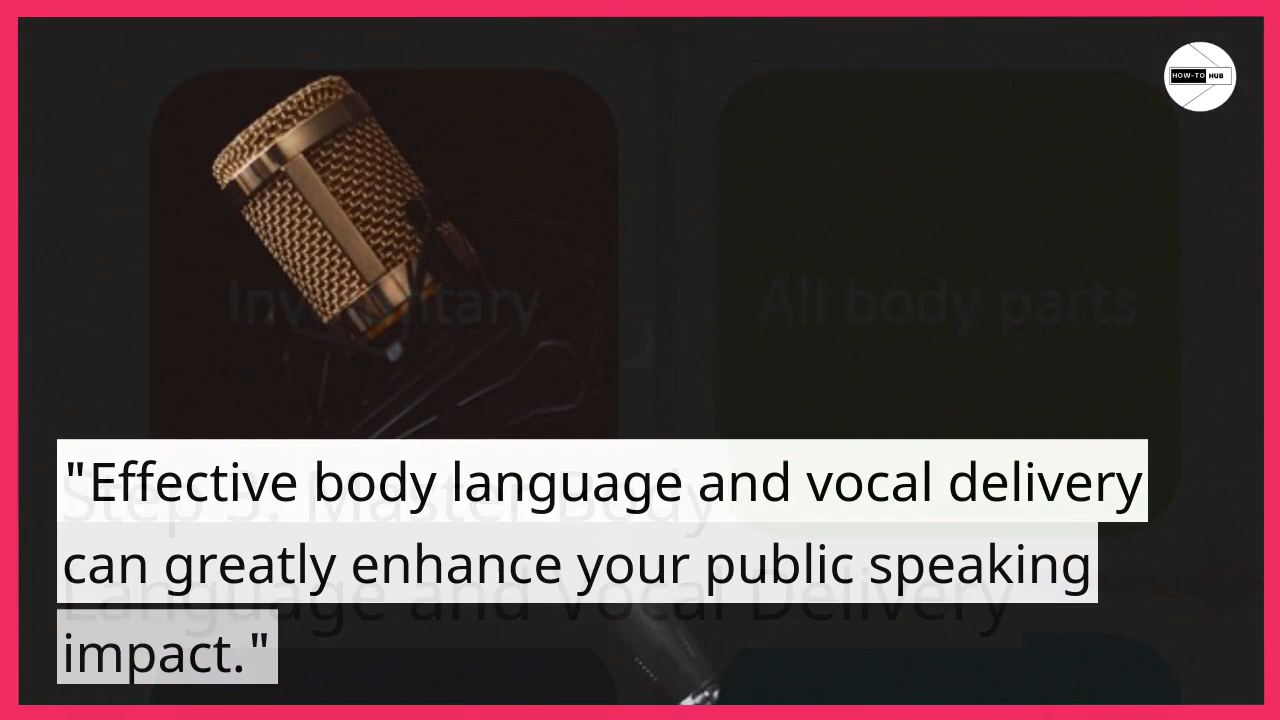 HOW-TO HUB
All body parts
"Effective body language and vocal delivery
can greatly enhance your public speaking
impact."
Step 3: Master Body
Language and Vocal Delivery